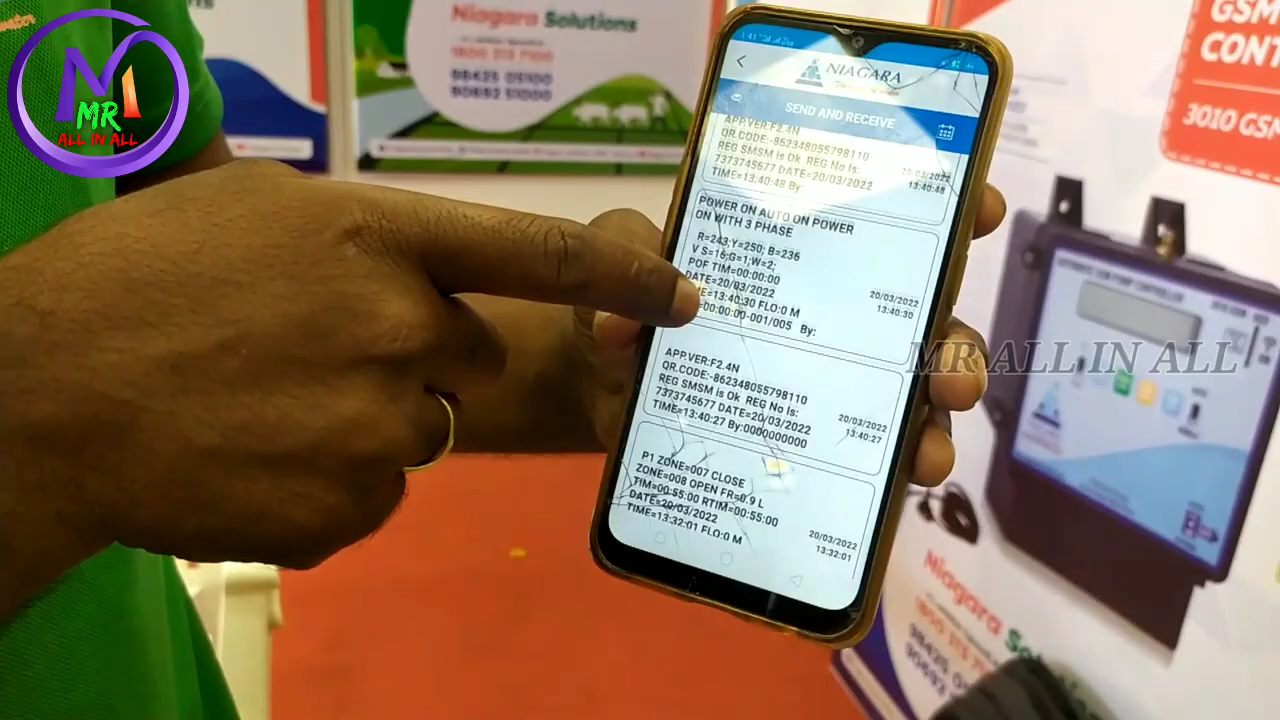 MR
ALL IN ALL
Niagara Solutions
1800 313 7100
98425 05100
80692 51000
NIAGARA
SEND AND RECEIVE
APP.VER:F2.4N
QR.CODE:-862348055798110
REG SMSM is Ok REG No Is:
7373745677 DATE=20/03/2022
TIME=13:40:48 By:
20/03/2022
13:40:48
POWER ON AUTO ON POWER
ON WITH 3 PHASE
R=243;Y=250; B=236
V S=16;G=1;W=2;
POF TIM=00:00:00
DATE=20/03/2022
E=13:40:30 FLO:0 M
=00:00:00-001/005 By:
20/03/2022
13:40:30
APP.VER:F2.4N
QR.CODE:-862348055798110
REG SMSM is Ok REG No Is:
7373745677 DATE=20/03/2022
TIME=13:40:27 By:0000000000
20/03/2022
13:40:27
P1 ZONE=007 CLOSE
ZONE=008 OPEN FR=0.9 L
TIM=00:55:00 RTIM=00:55:00
DATE=20/03/2022
TIME=13:32:01 FLO:0 M
20/03/2022
13:32:01
GSM
CONT
3010 GSM
MR ALL IN ALL
Niagara